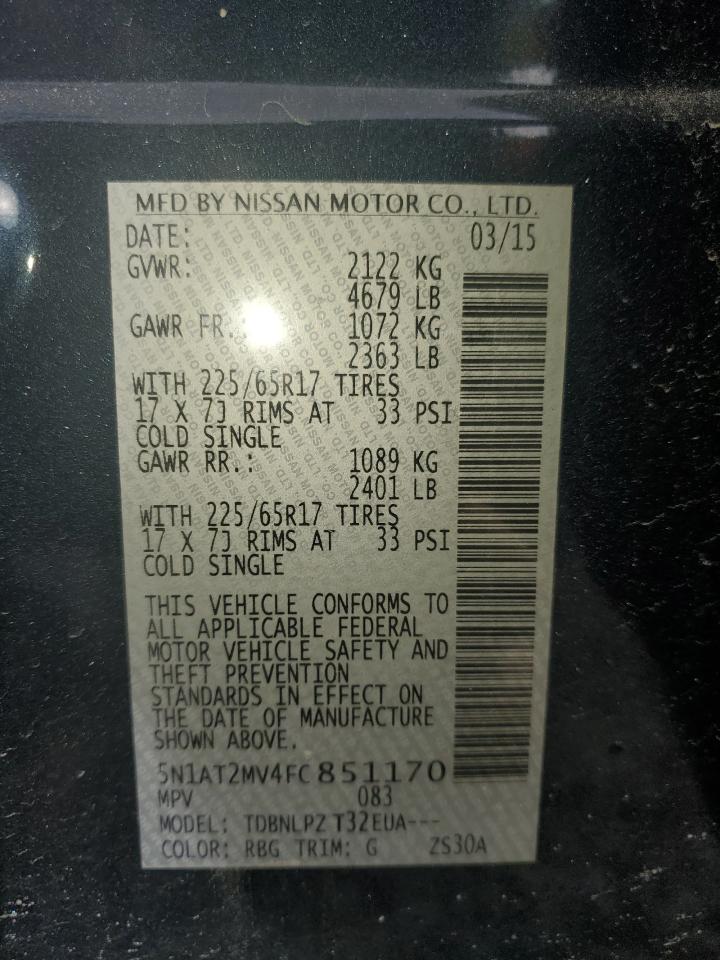 MFD BY NISSAN MOTOR CO., LTD.
DATE: 03/15
GVWR: 2122 KG
4679 LB
GAWR FR.: 1072 KG
2363 LB
WITH 225/65R17 TIRES
17 X 7J RIMS AT 33 PSI
COLD SINGLE
GAWR RR.: 1089 KG
2401 LB
WITH 225/65R17 TIRES
17 X 7J RIMS AT 33 PSI
COLD SINGLE
THIS VEHICLE CONFORMS TO
ALL APPLICABLE FEDERAL
MOTOR VEHICLE SAFETY AND
THEFT PREVENTION
STANDARDS IN EFFECT ON
THE DATE OF MANUFACTURE
SHOWN ABOVE.
5N1AT2MV4FC851170
MPV 083
MODEL: TDBNLPZ T32EUA---
COLOR: RBG TRIM: G ZS30A